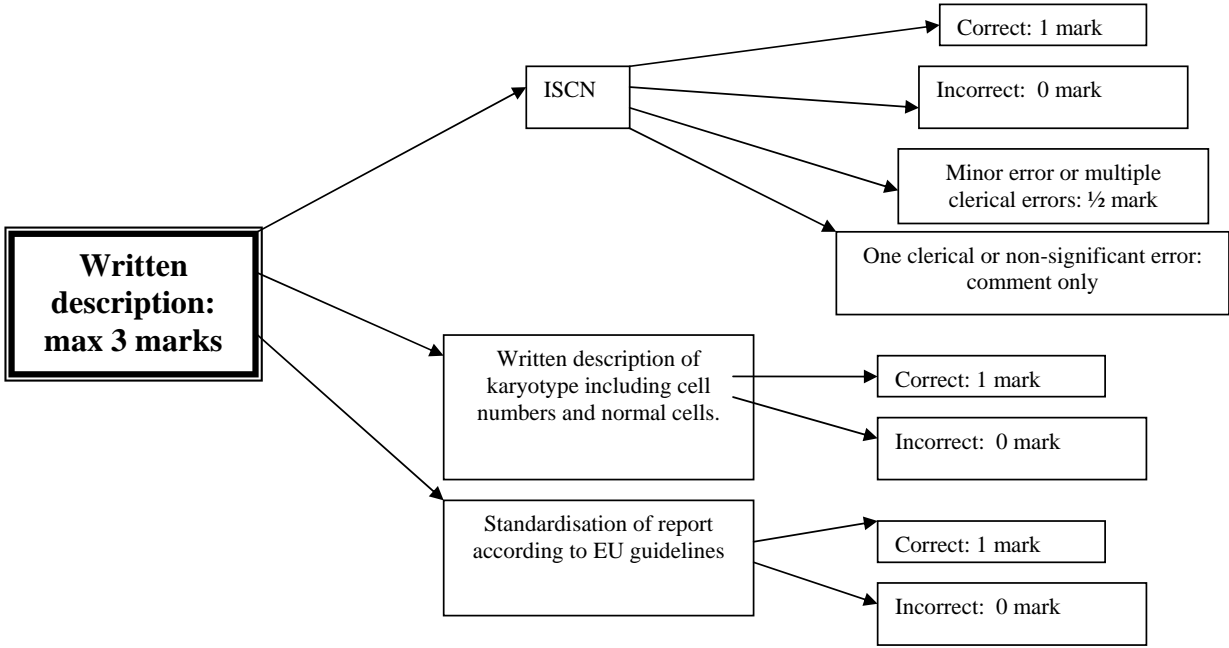 Written
description:
max 3 marks
ISCN
Correct: 1 mark
Incorrect:  0 mark
Minor error or multiple
clerical errors: ½ mark
One clerical or non-significant error:
comment only
Written description of
karyotype including cell
numbers and normal cells.
Correct: 1 mark
Incorrect:  0 mark
Standardisation of report
according to EU guidelines
Correct: 1 mark
Incorrect:  0 mark